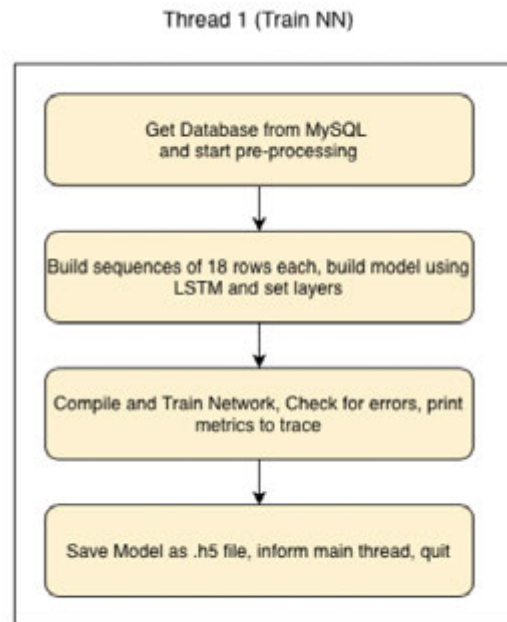 Thread 1 (Train NN)
Get Database from MySQL
and start pre-processing
Build sequences of 18 rows each, build model using
LSTM and set layers
Compile and Train Network, Check for errors, print
metrics to trace
Save Model as .h5 file, inform main thread, quit